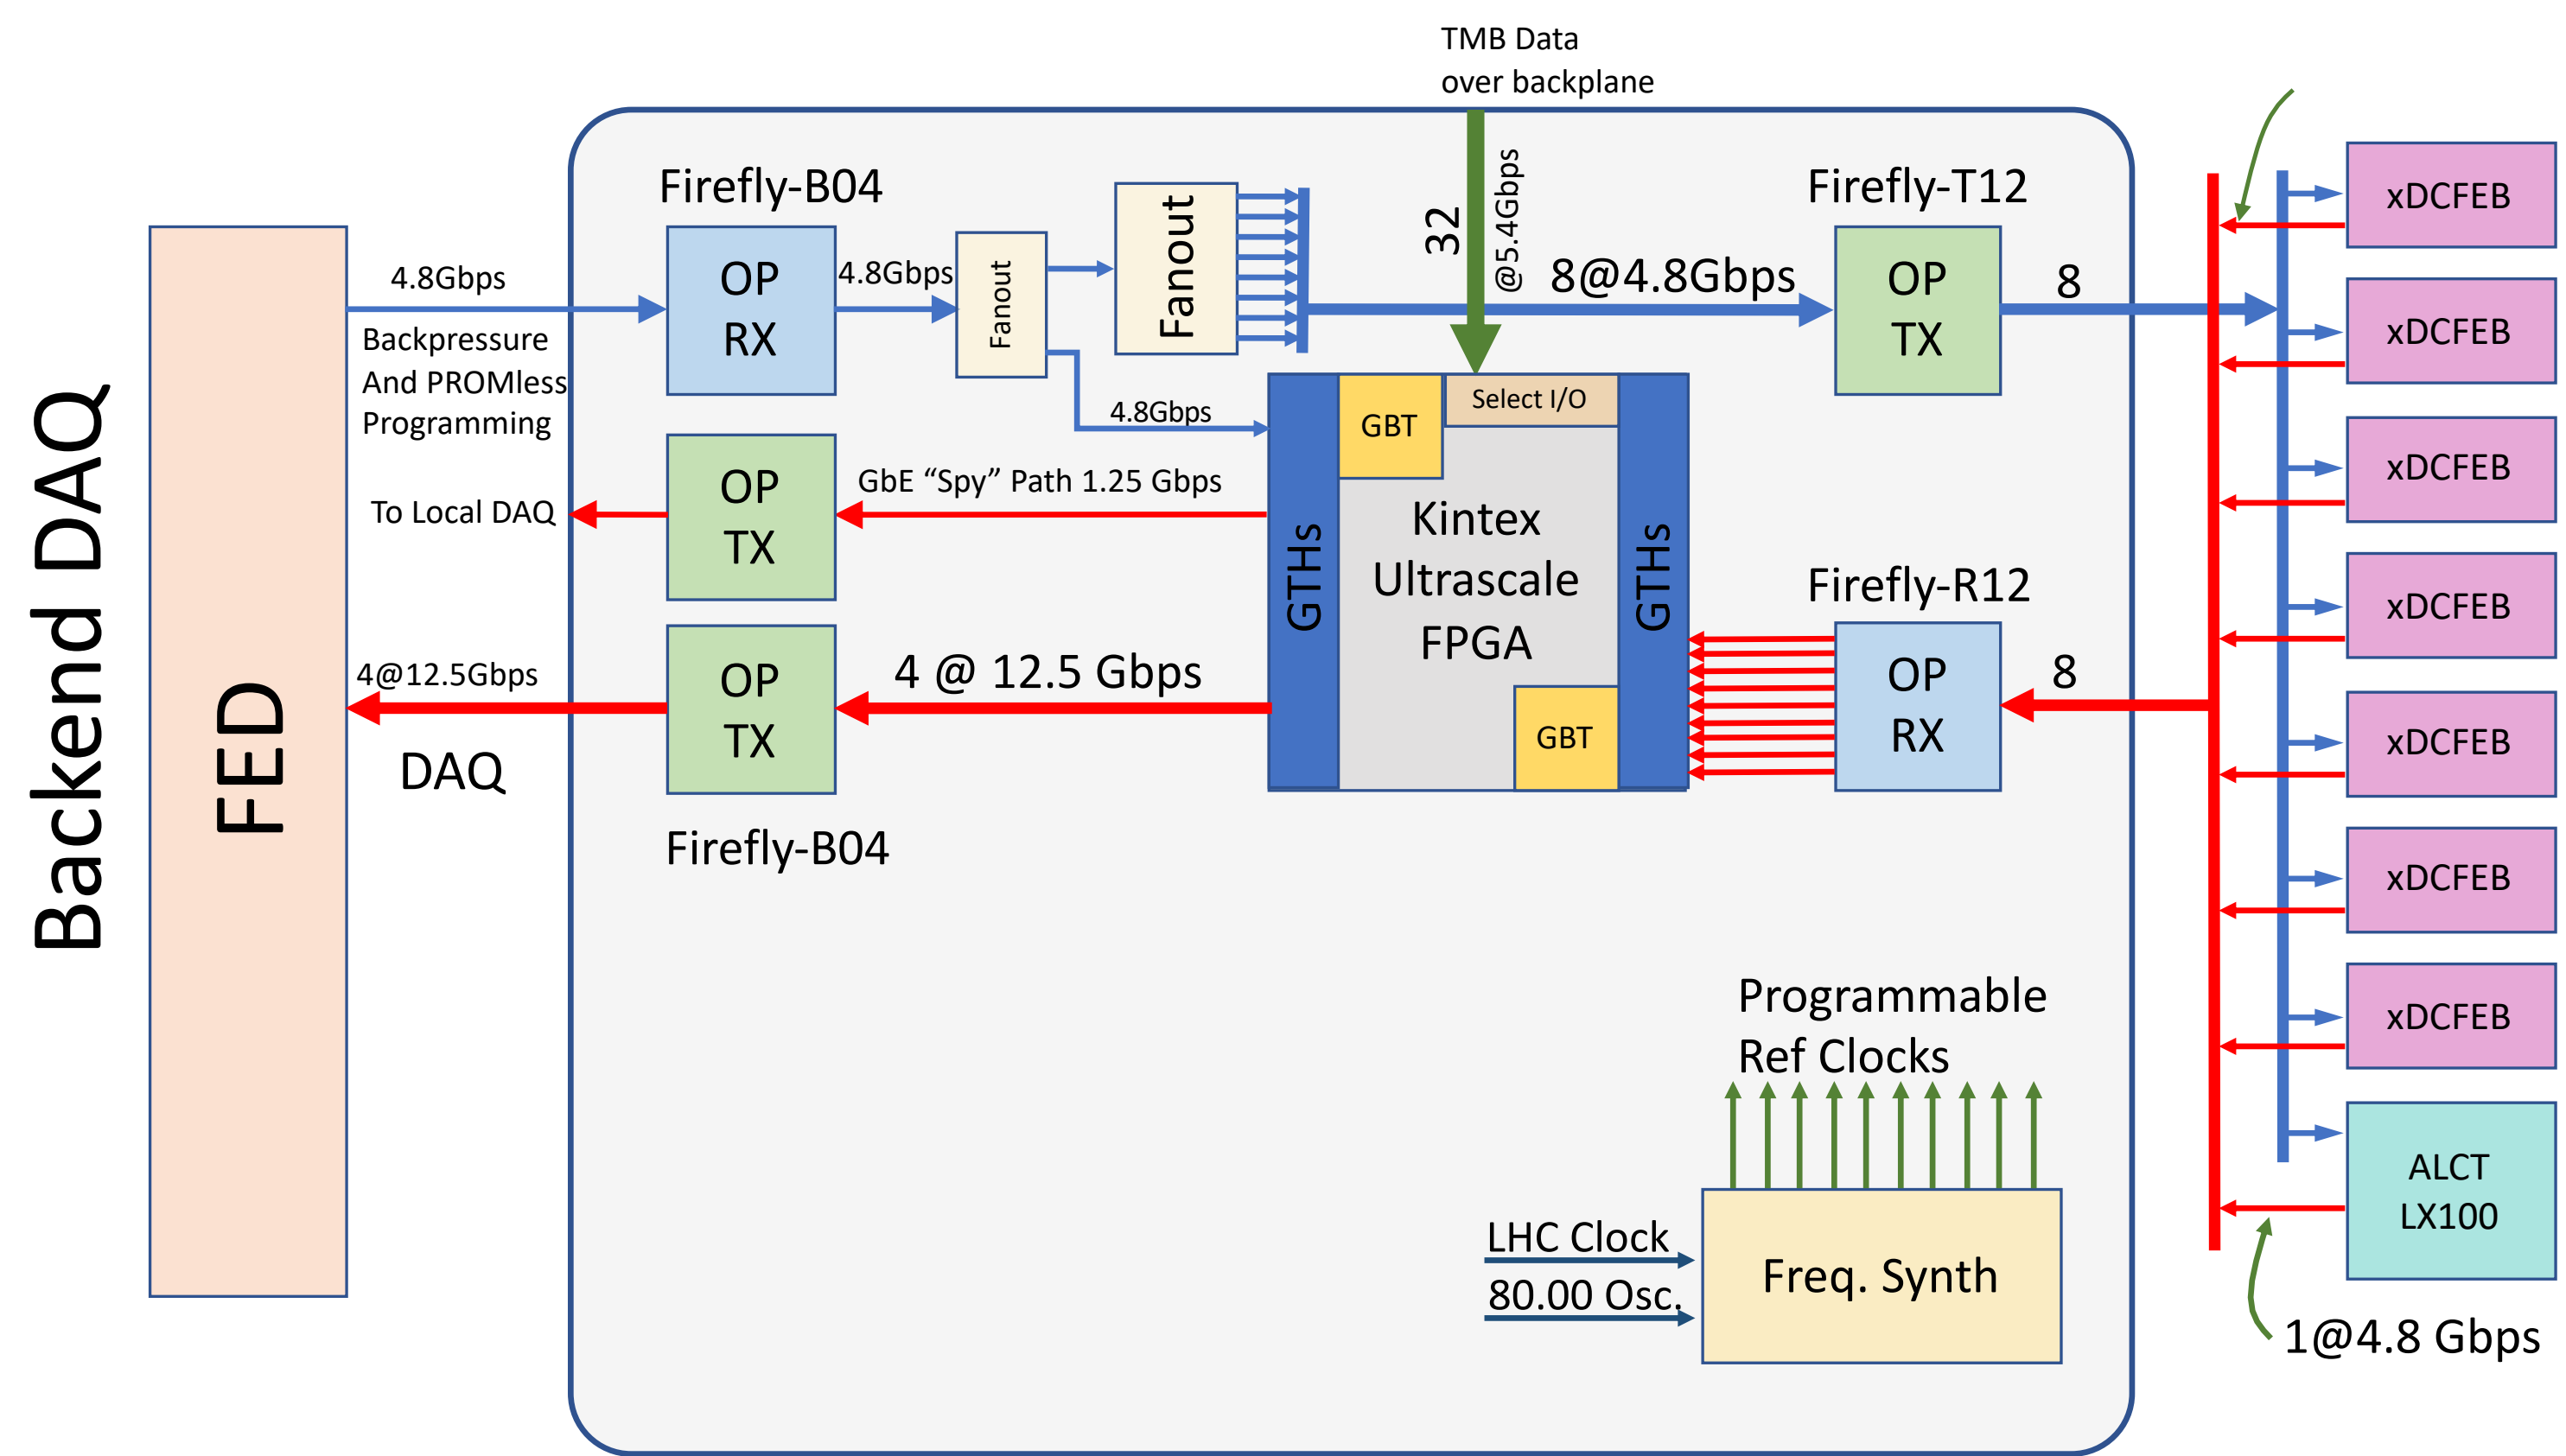 TMB Data
over backplane
Backend DAQ
FED
4.8Gbps
Backpressure
And PROMless
Programming
To Local DAQ
4@12.5Gbps
DAQ
Firefly-B04
OP
RX
4.8Gbps
Fanout
Fanout
4.8Gbps
32
@5.4Gbps
8@4.8Gbps
Firefly-T12
OP
TX
8
OP
TX
GbE “Spy” Path 1.25 Gbps
OP
TX
4 @ 12.5 Gbps
Firefly-B04
GTHs
GBT
Select I/O
Kintex
Ultrascale
FPGA
GBT
GTHs
Firefly-R12
OP
RX
8
Programmable
Ref Clocks
LHC Clock
80.00 Osc.
Freq. Synth
xDCFEB
xDCFEB
xDCFEB
xDCFEB
xDCFEB
xDCFEB
xDCFEB
ALCT
LX100
1@4.8 Gbps